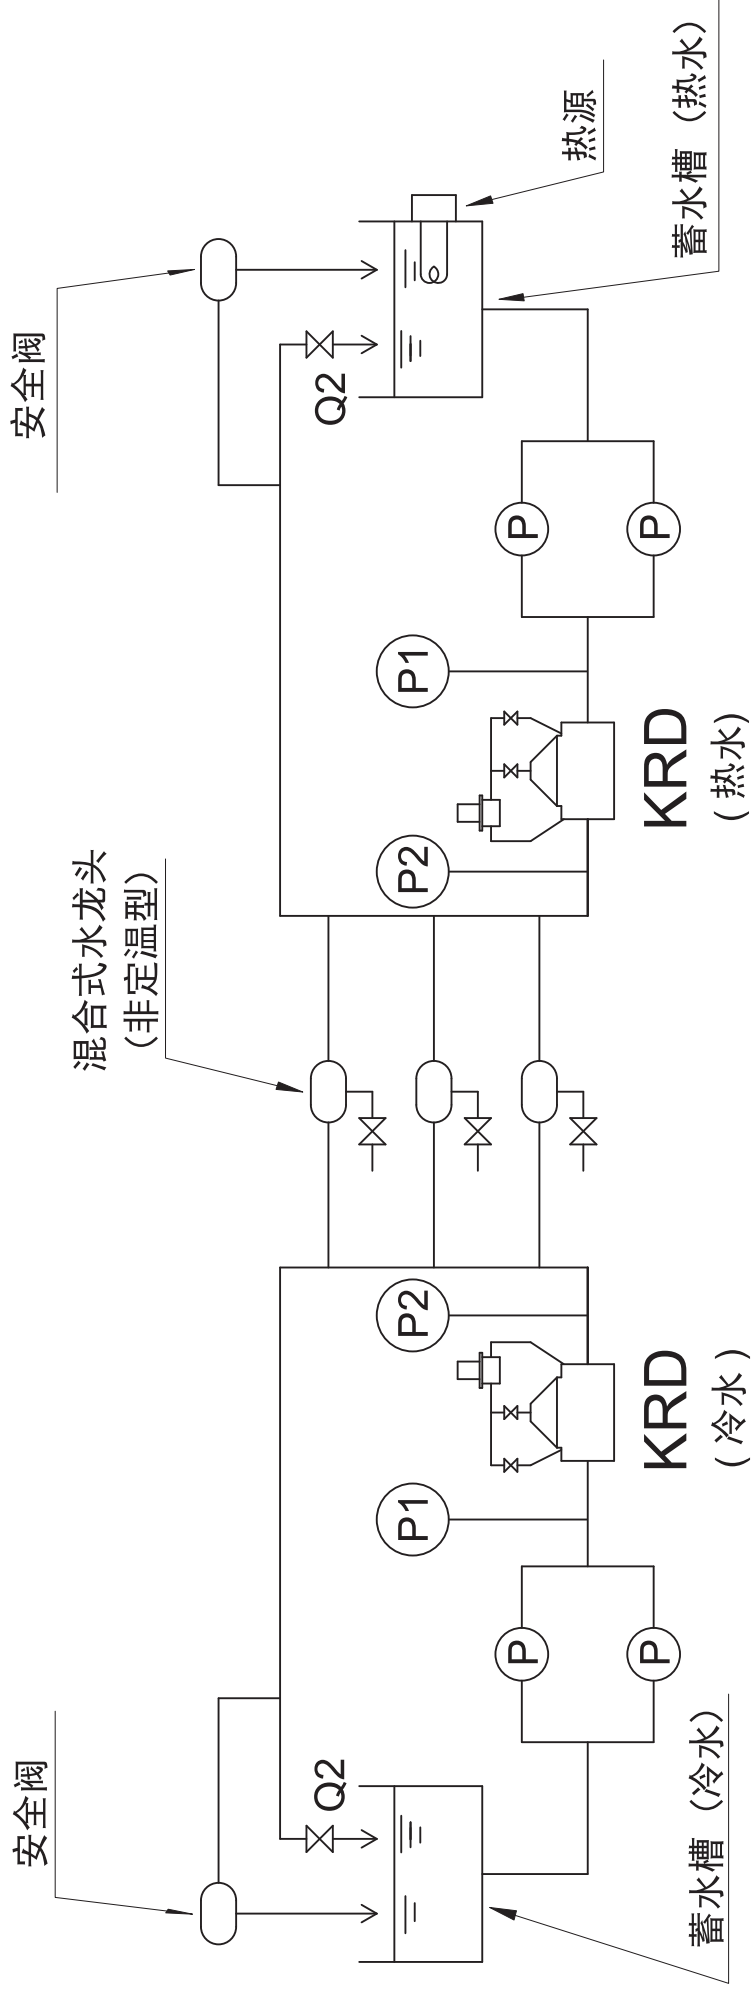 安全阀
安全阀
混合式水龙头
(非定温型)
Q2
Q2
P1
P2
P2
P1
P
P
热源
P
KRD
KRD
P
蓄水槽 (冷水)
(冷水)
(热水)
蓄水槽 (热水)